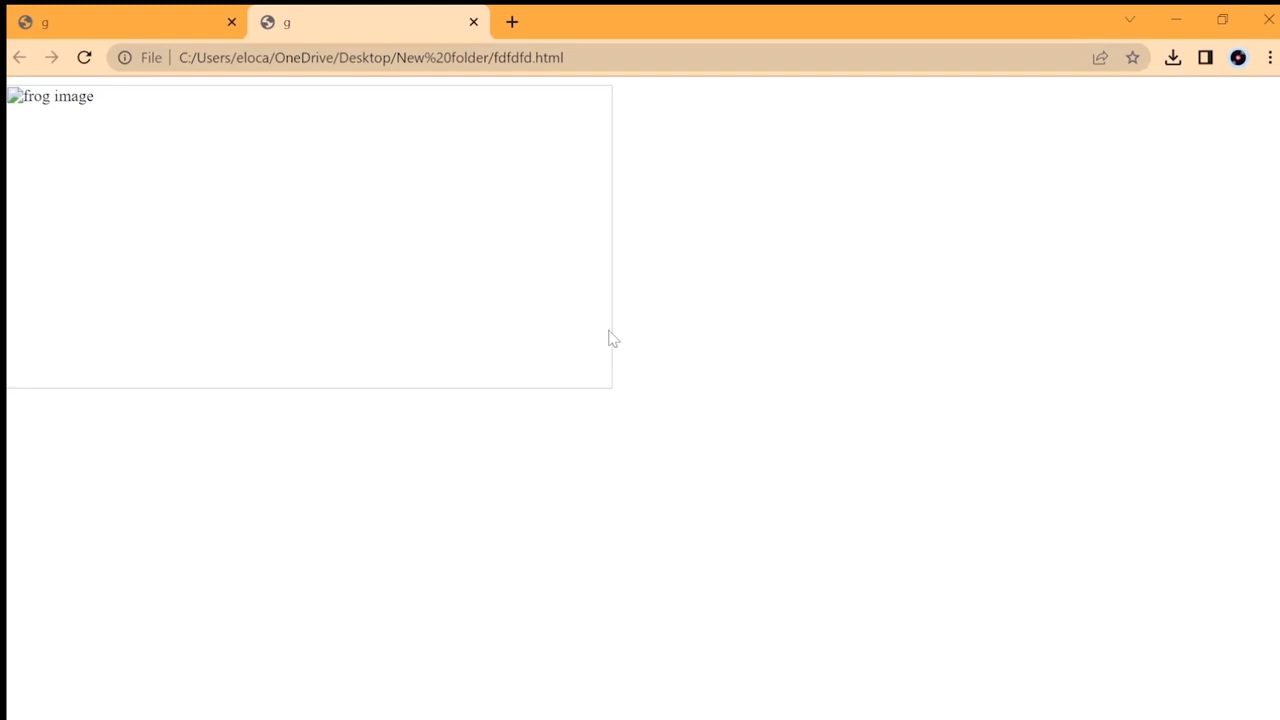 g
g
File
C:/Users/eloca/OneDrive/Desktop/New%20folder/fdfdfd.html
frog image